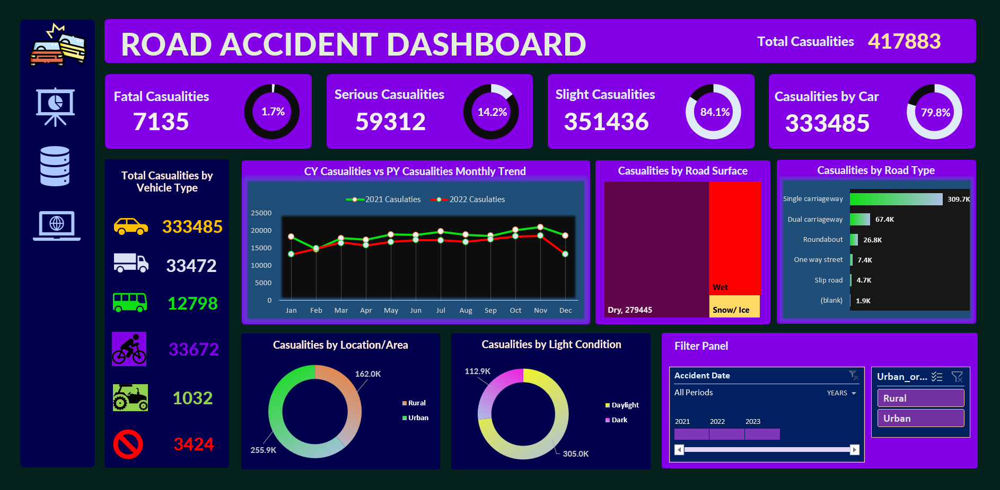 ROAD ACCIDENT DASHBOARD
Total Casualities 417883
Fatal Casualities
7135
1.7%
Serious Casualities
59312
14.2%
Slight Casualities
351436
84.1%
Casualities by Car
333485
79.8%
Total Casualities by
Vehicle Type
333485
33472
12798
33672
1032
3424
CY Casualities vs PY Casualities Monthly Trend
2021 Casulaties 2022 Casulaties
25000
20000
15000
10000
5000
0
Jan Feb Mar Apr May Jun Jul Aug Sep Oct Nov Dec
Casualities by Road Surface
Wet
Dry, 279445
Snow/ Ice
Casualities by Road Type
Single carriageway 309.7K
Dual carriageway 67.4K
Roundabout 26.8K
One way street 7.4K
Slip road 4.7K
(blank) 1.9K
Casualities by Location/Area
162.0K
Rural
Urban
255.9K
Casualities by Light Condition
112.9K
Daylight
Dark
305.0K
Filter Panel
Accident Date
All Periods YEARS
2021 2022 2023
Urban_or...
Rural
Urban